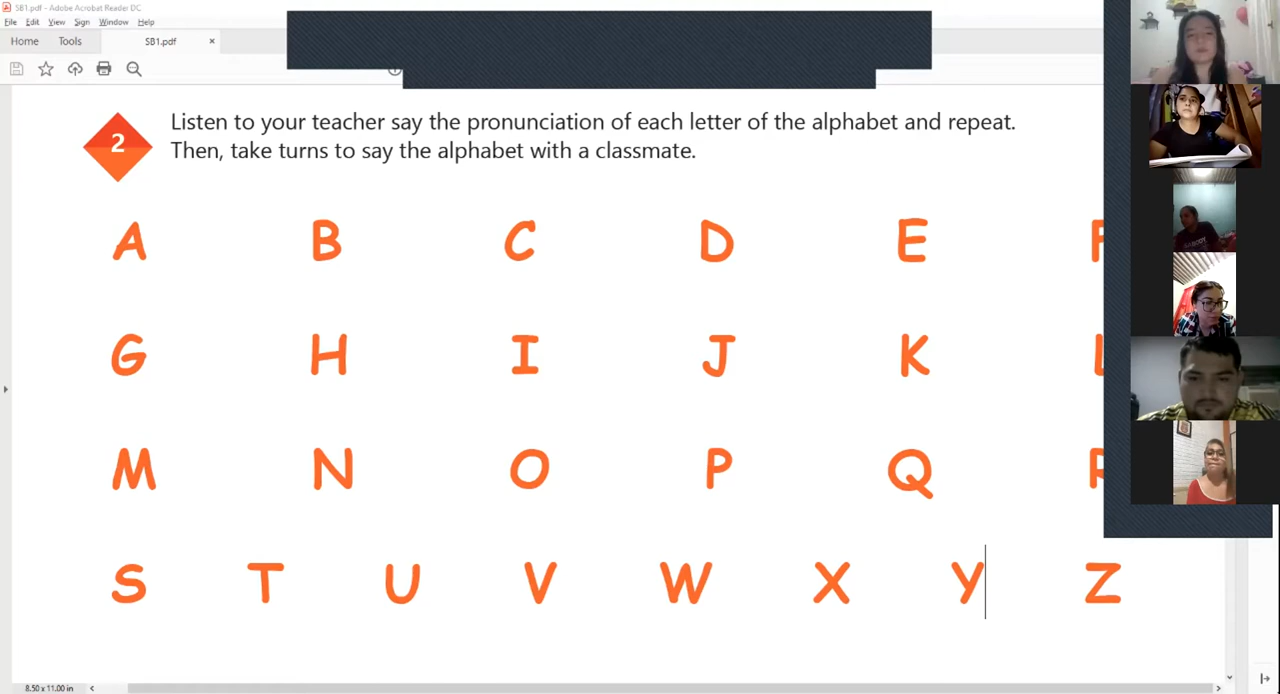 SB1.pdf - Adobe Acrobat Reader DC
File Edit View Sign Window Help
Home Tools SB1.pdf ×
2
Listen to your teacher say the pronunciation of each letter of the alphabet and repeat.
Then, take turns to say the alphabet with a classmate.
A B C D E F
G H I J K L
M N O P Q R
S T U V W X Y Z
8.50 x 11.00 in